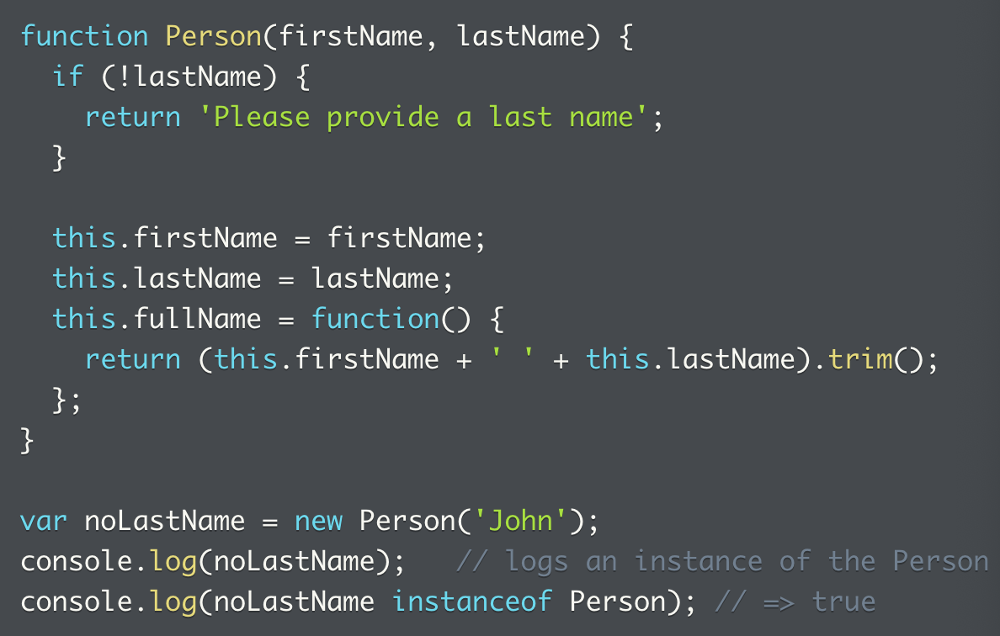 function Person(firstName, lastName) {
  if (!lastName) {
    return 'Please provide a last name';
  }

  this.firstName = firstName;
  this.lastName = lastName;
  this.fullName = function() {
    return (this.firstName + ' ' + this.lastName).trim();
  };
}

var noLastName = new Person('John');
console.log(noLastName);   // logs an instance of the Person
console.log(noLastName instanceof Person); // => true